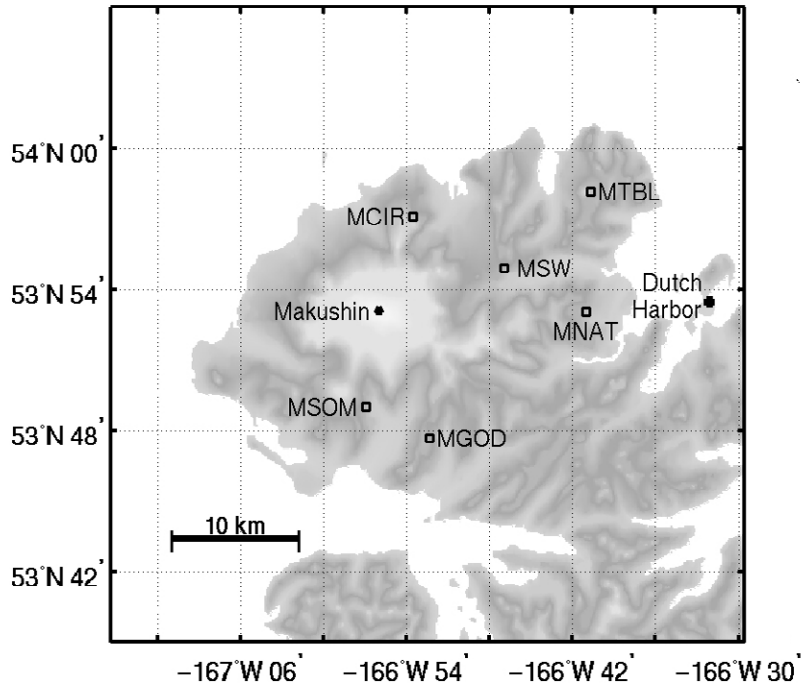 54°N 00'
MTBL
MCIR
MSW
53°N 54'
Dutch
Harbor
Makushin
MNAT
MSOM
53°N 48'
MGOD
10 km
53°N 42'
−167°W 06'
−166°W 54'
−166°W 42'
−166°W 30'